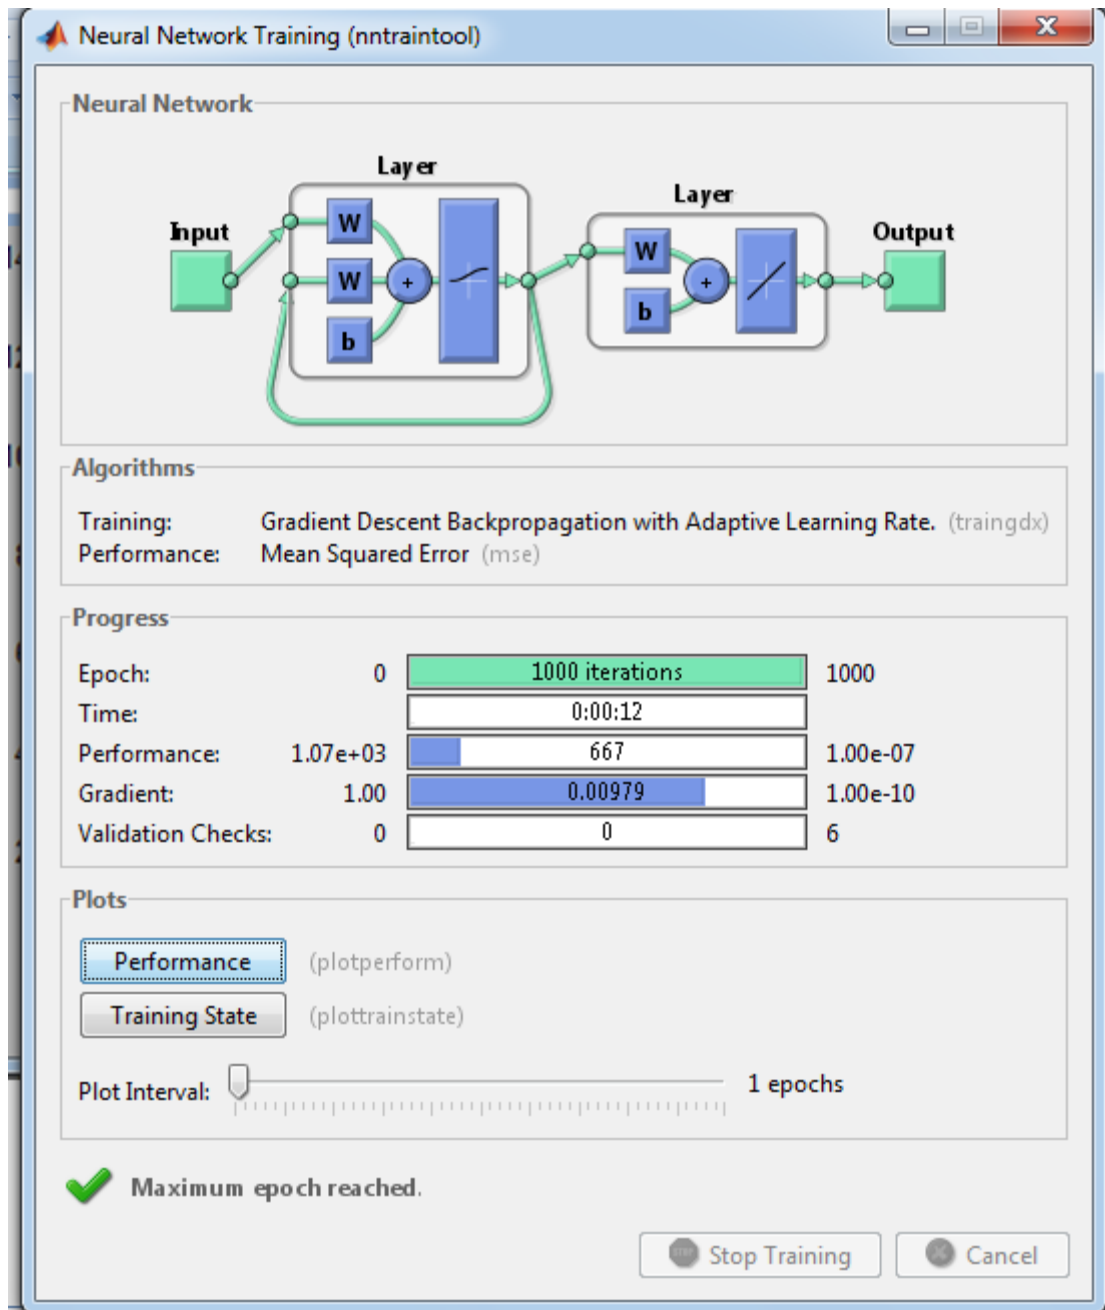 Neural Network Training (nntraintool)
Neural Network
Layer
Layer
Input
Output
W
W
b
+
W
b
+
Algorithms
Training: Gradient Descent Backpropagation with Adaptive Learning Rate. (traingdx)
Performance: Mean Squared Error (mse)
Progress
Epoch: 0 1000 iterations 1000
Time: 0:00:12
Performance: 1.07e+03 667 1.00e-07
Gradient: 1.00 0.00979 1.00e-10
Validation Checks: 0 0 6
Plots
Performance (plotperform)
Training State (plottrainstate)
Plot Interval: 1 epochs
Maximum epoch reached.
Stop Training Cancel